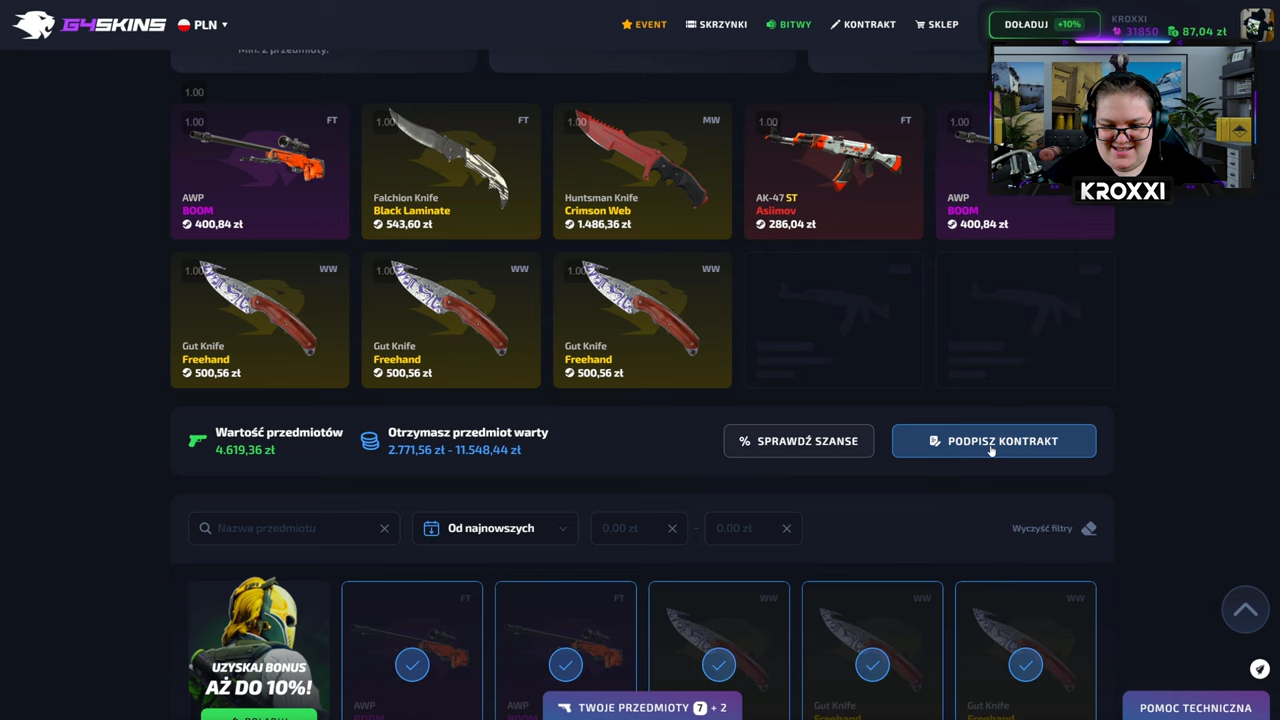 G4SKINS
PLN
EVENT
SKRZYNKI
BITWY
KONTRAKT
SKLEP
DOŁADUJ +10%
KROXXI
31850 87,04 zł
Min. 2 przedmioty.
KROXXI
1.00
1.00 FT
AWP
BOOM
400,84 zł
1.00 FT
Falchion Knife
Black Laminate
543,60 zł
1.00 MW
Huntsman Knife
Crimson Web
1.486,36 zł
1.00 FT
AK-47 ST
Asiimov
286,04 zł
1.00
AWP
BOOM
400,84 zł
1.00 WW
Gut Knife
Freehand
500,56 zł
1.00 WW
Gut Knife
Freehand
500,56 zł
1.00 WW
Gut Knife
Freehand
500,56 zł
Wartość przedmiotów
4.619,36 zł
Otrzymasz przedmiot warty
2.771,56 zł - 11.548,44 zł
SPRAWDŹ SZANSE
PODPISZ KONTRAKT
Nazwa przedmiotu
Od najnowszych
0,00 zł - 0,00 zł
Wyczyść filtry
UZYSKAJ BONUS
AŻ DO 10%!
DOŁADUJ
FT
AWP
BOOM
FT
AWP
BOOM
WW
Gut Knife
WW
Gut Knife
Freehand
WW
Gut Knife
Freehand
TWOJE PRZEDMIOTY 7 + 2
POMOC TECHNICZNA